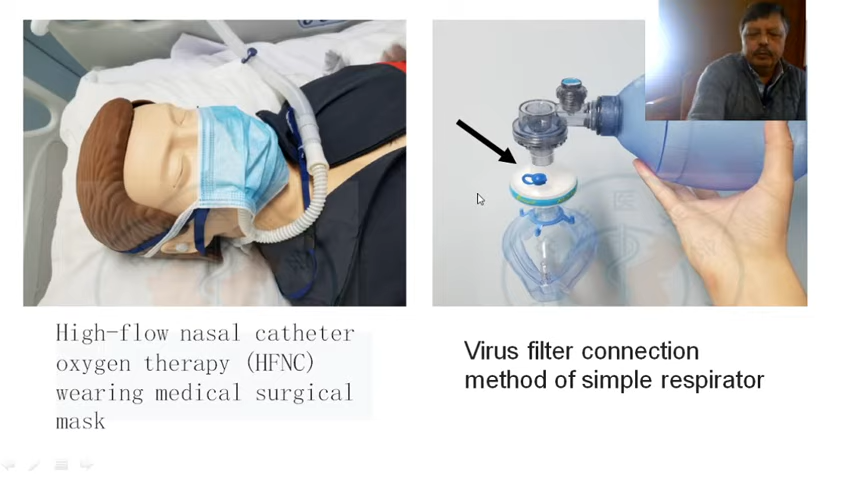 High-flow nasal catheter
oxygen therapy (HFNC)
wearing medical surgical
mask
Virus filter connection
method of simple respirator